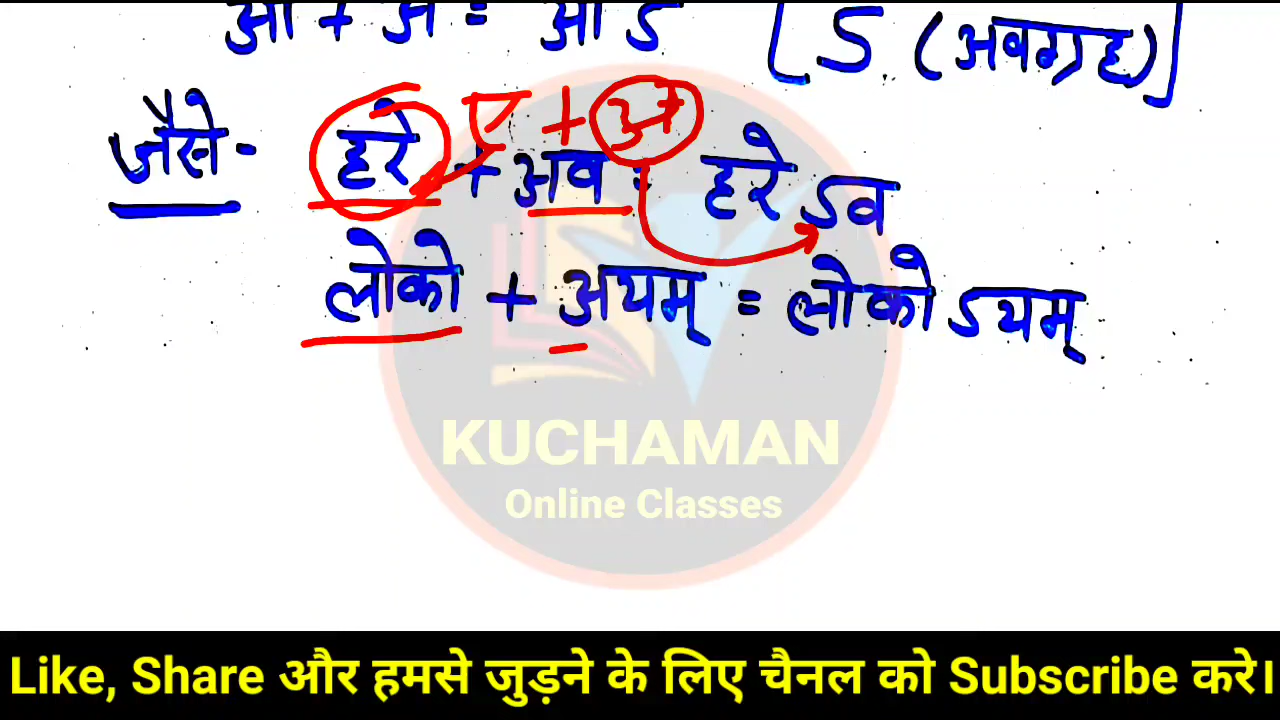 ओ + अ = ओ ऽ [ ऽ (अवग्रह) ]
ए + अ
जैसे- हरे + अव = हरे ऽव
लोको + अयम् = लोको ऽयम्
KUCHAMAN
Online Classes
Like, Share और हमसे जुड़ने के लिए चैनल को Subscribe करे।